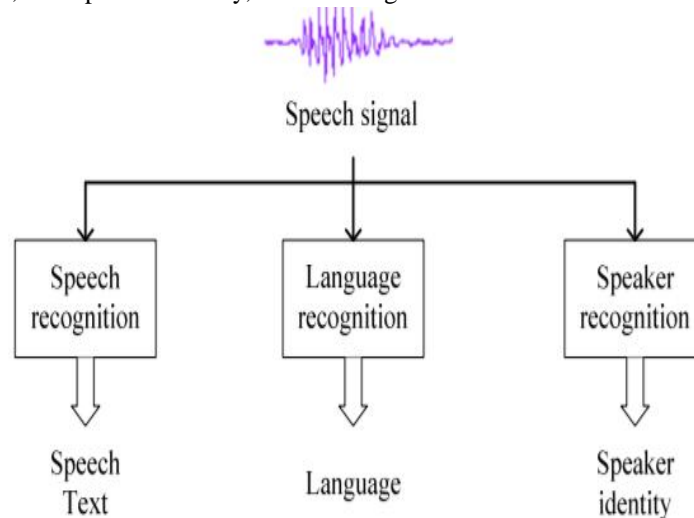 Speech signal
Speech
recognition
Language
recognition
Speaker
recognition
Speech
Text
Language
Speaker
identity